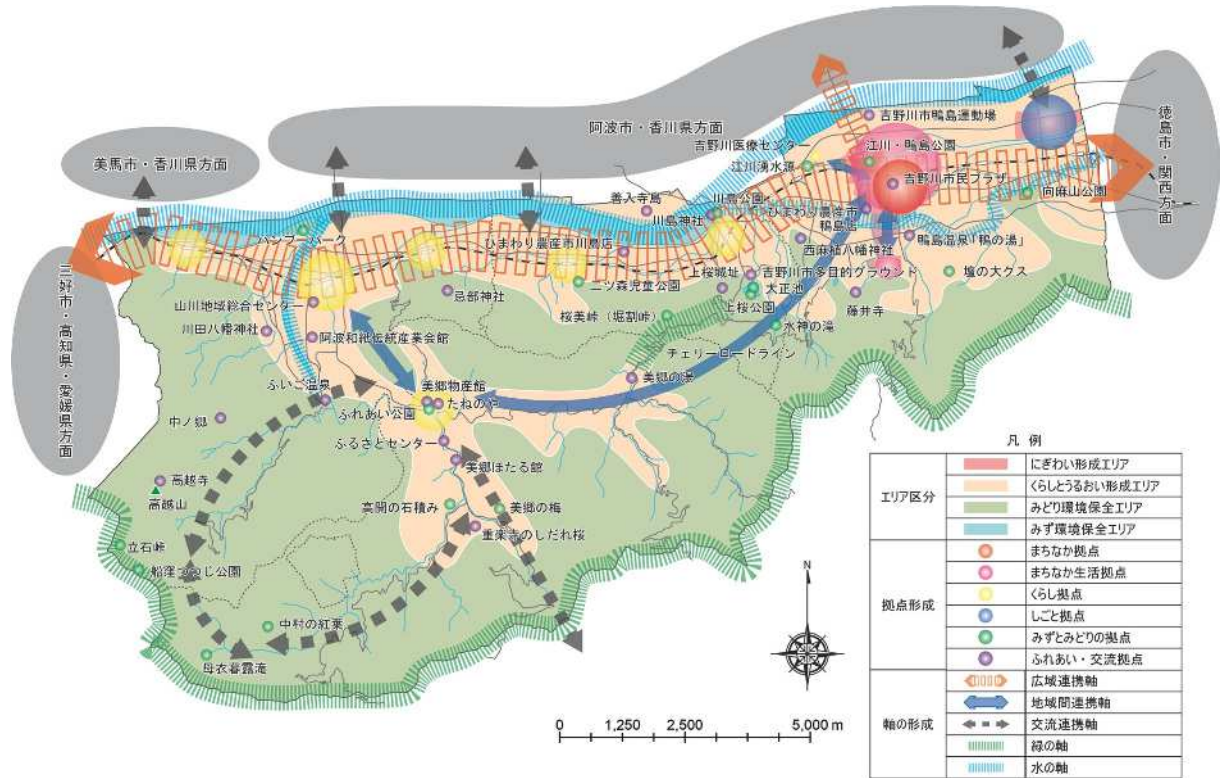 阿波市・香川県方面
美馬市・香川県方面
徳島市・関西方面
三好市・高知県・愛媛県方面
吉野川市鴨島運動場
吉野川医療センター
江川・鴨島公園
江川湧水源
吉野川市民プラザ
向麻山公園
善入寺島
川島公園
川島神社
ひまわり農産市
鴨島店
バンブーパーク
ひまわり農産市川島店
西麻植八幡神社
鴨島温泉「鴨の湯」
上桜城址
吉野川市多目的グラウンド
壇の大クス
山川地域総合センター
忌部神社
二ツ森児童公園
大正池
上桜公園
藤井寺
川田八幡神社
桜美峠（堀割峠）
水神の滝
阿波和紙伝統産業会館
チェリーロードライン
ふいご温泉
美郷物産館
美郷の湯
たねのや
ふれあい公園
中ノ郷
ふるさとセンター
美郷ほたる館
高越寺
高越山
高開の石積み
美郷の梅
重楽寺のしだれ桜
立石峠
船窪つつじ公園
中村の紅葉
母衣暮露滝
N
0 1,250 2,500 5,000 m
凡 例
エリア区分
にぎわい形成エリア
くらしとうるおい形成エリア
みどり環境保全エリア
みず環境保全エリア
拠点形成
まちなか拠点
まちなか生活拠点
くらし拠点
しごと拠点
みずとみどりの拠点
ふれあい・交流拠点
軸の形成
広域連携軸
地域間連携軸
交流連携軸
緑の軸
水の軸